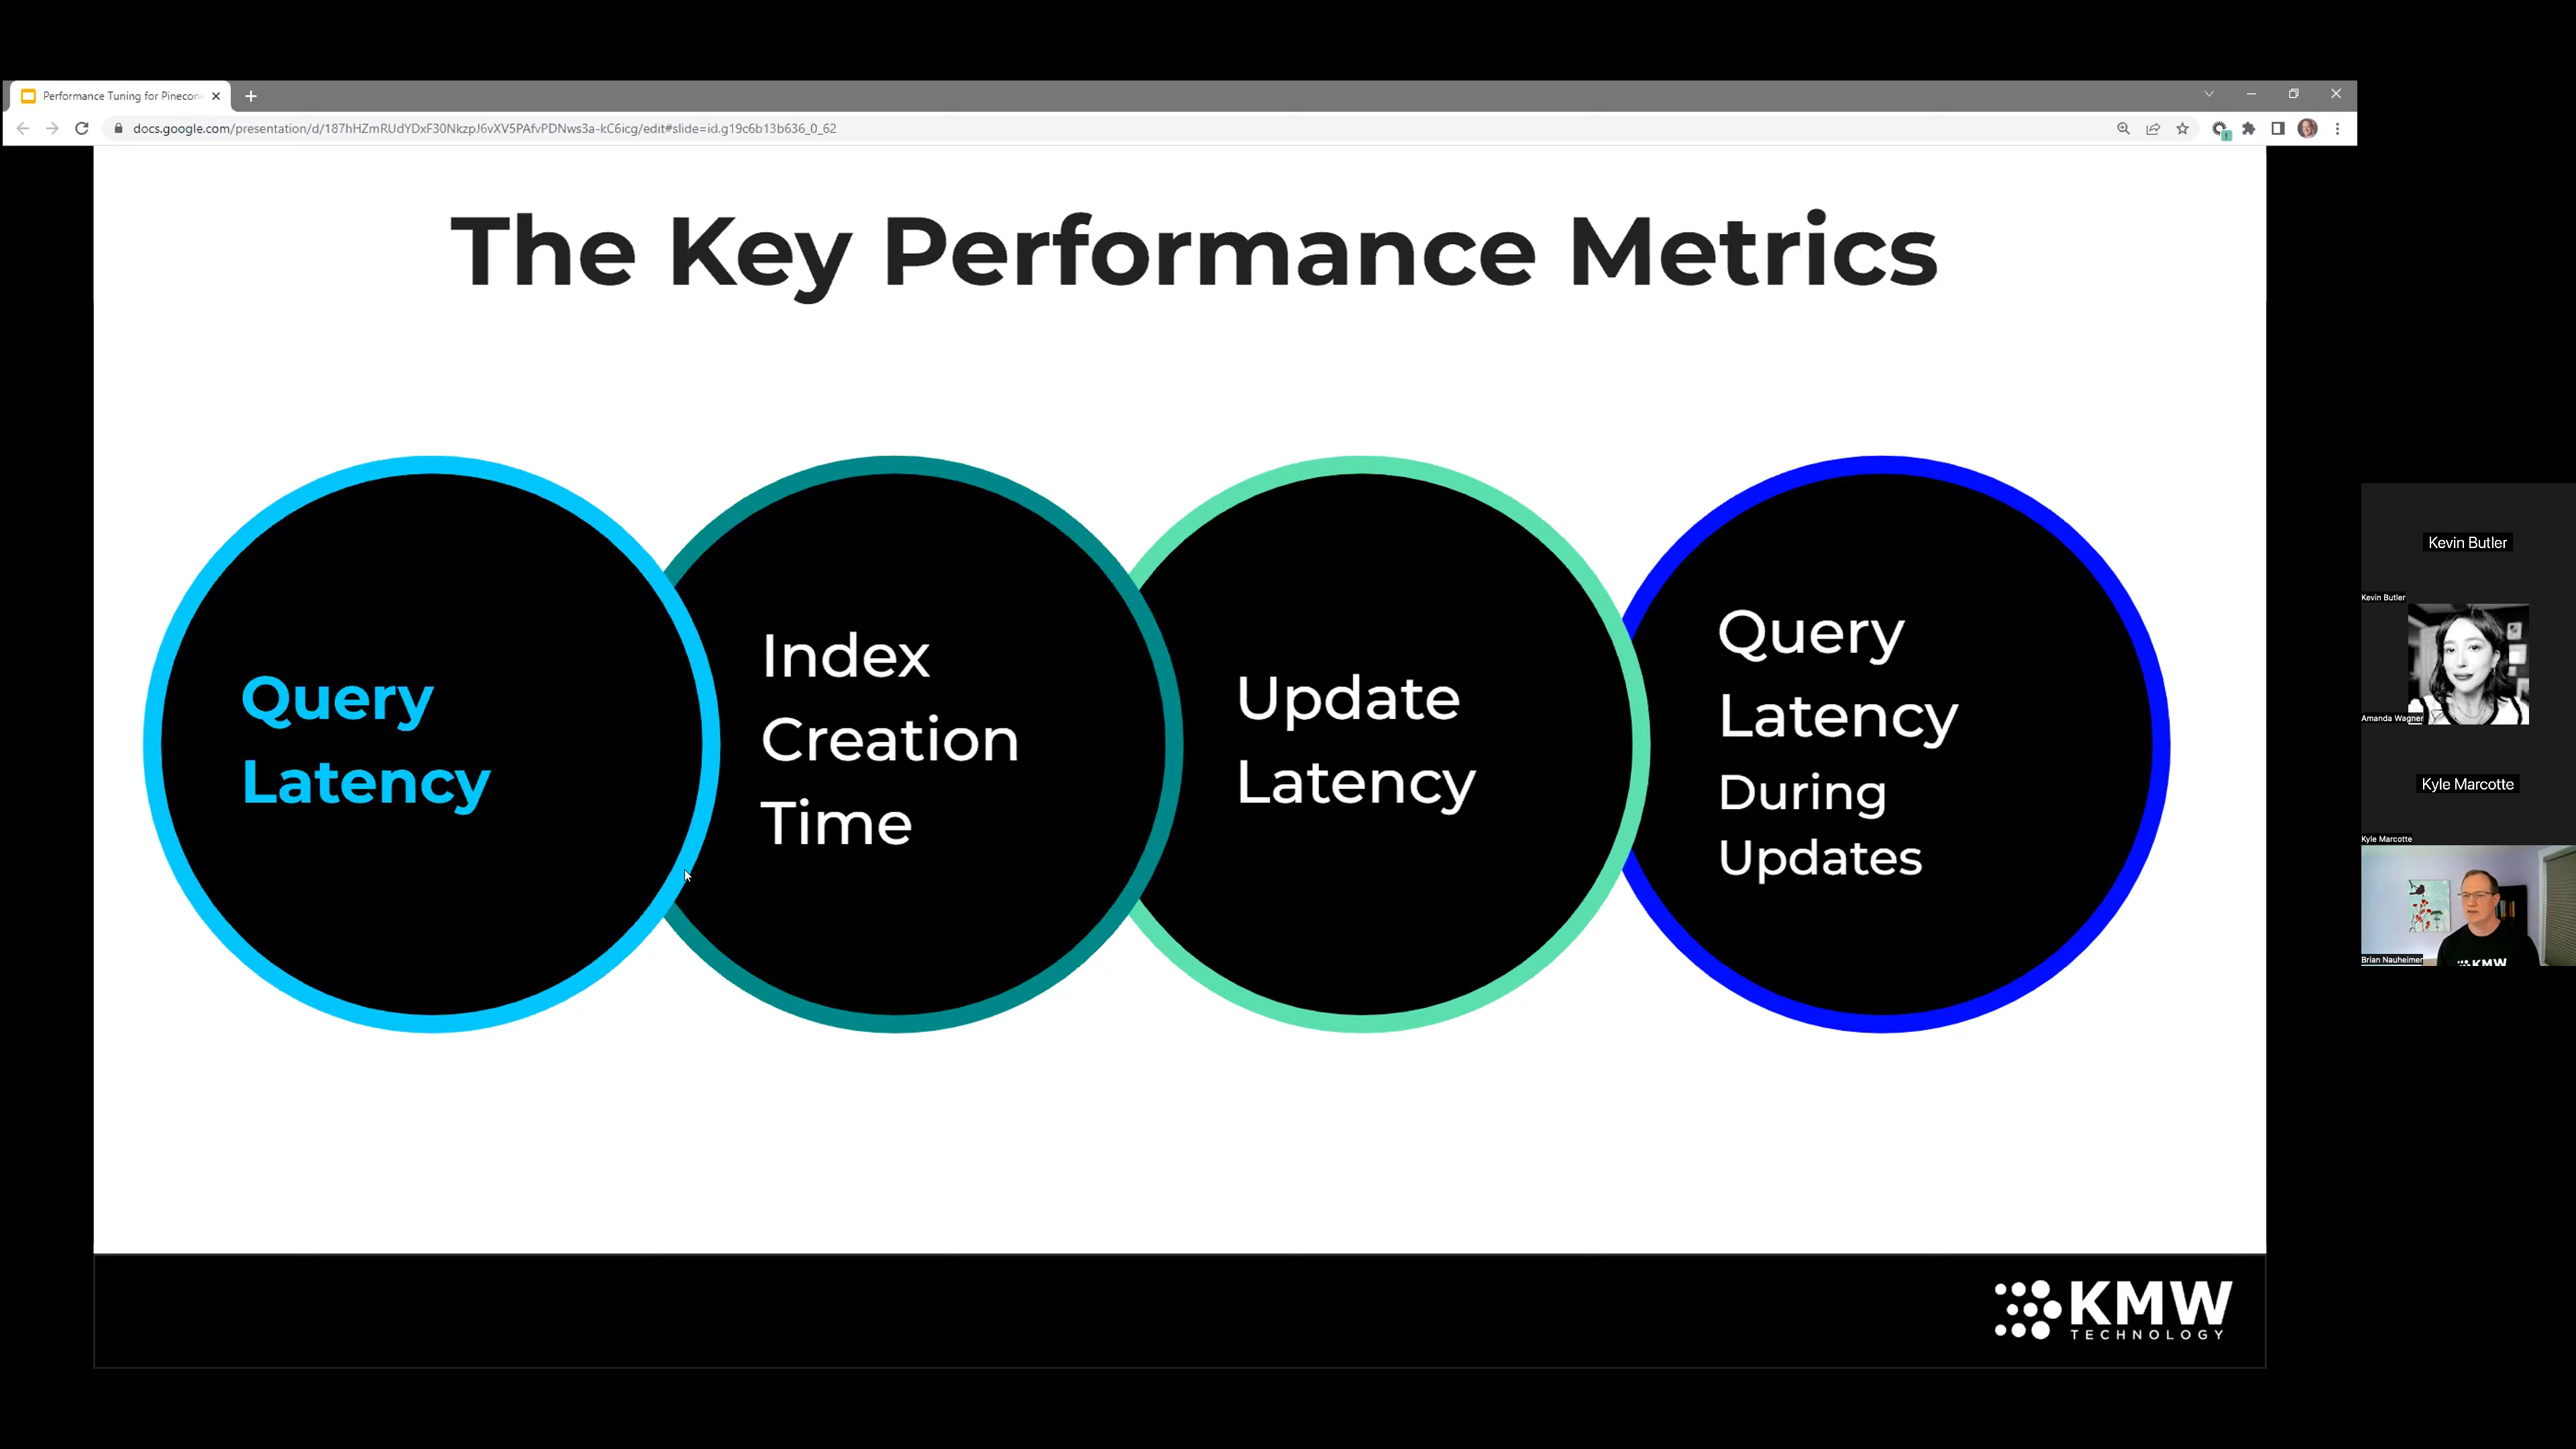 Performance Tuning for Pinecon
docs.google.com/presentation/d/187hHZmRUdYDxF30NkzpJ6vXV5PAfvPDNws3a-kC6icg/edit#slide=id.g19c6b13b636_0_62
The Key Performance Metrics
Query
Latency
Index
Creation
Time
Update
Latency
Query
Latency
During
Updates
KMW
TECHNOLOGY
Kevin Butler
Kevin Butler
Amanda Wagner
Kyle Marcotte
Kyle Marcotte
KMW
Brian Nauheimer